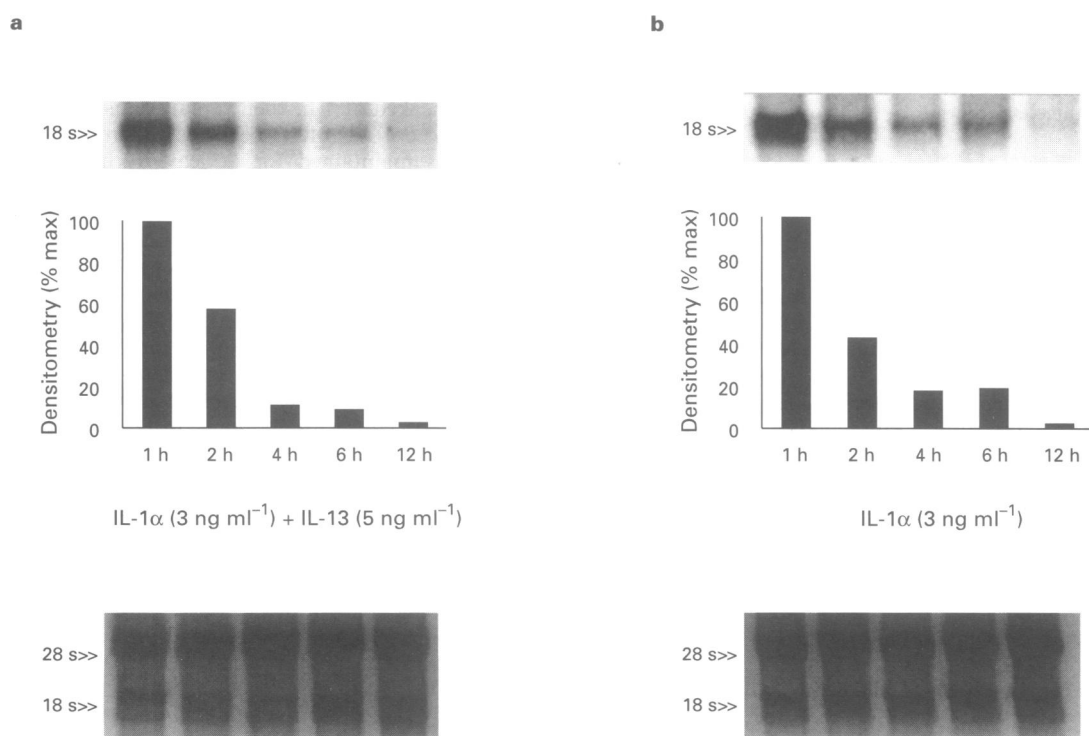 a
18 s>>
Densitometry (% max)
100
80
60
40
20
0
1 h 2 h 4 h 6 h 12 h
IL-1α (3 ng ml⁻¹) + IL-13 (5 ng ml⁻¹)
28 s>>
18 s>>
b
18 s>>
Densitometry (% max)
100
80
60
40
20
0
1 h 2 h 4 h 6 h 12 h
IL-1α (3 ng ml⁻¹)
28 s>>
18 s>>